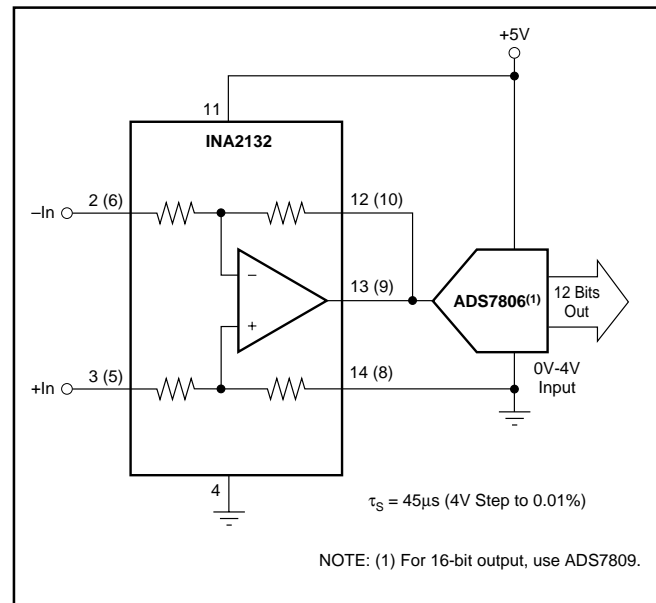 +5V
11
INA2132
2 (6)
–In
12 (10)
−
13 (9)
ADS7806(1)
12 Bits
Out
+
3 (5)
+In
14 (8)
0V-4V
Input
4
τS = 45μs (4V Step to 0.01%)
NOTE: (1) For 16-bit output, use ADS7809.